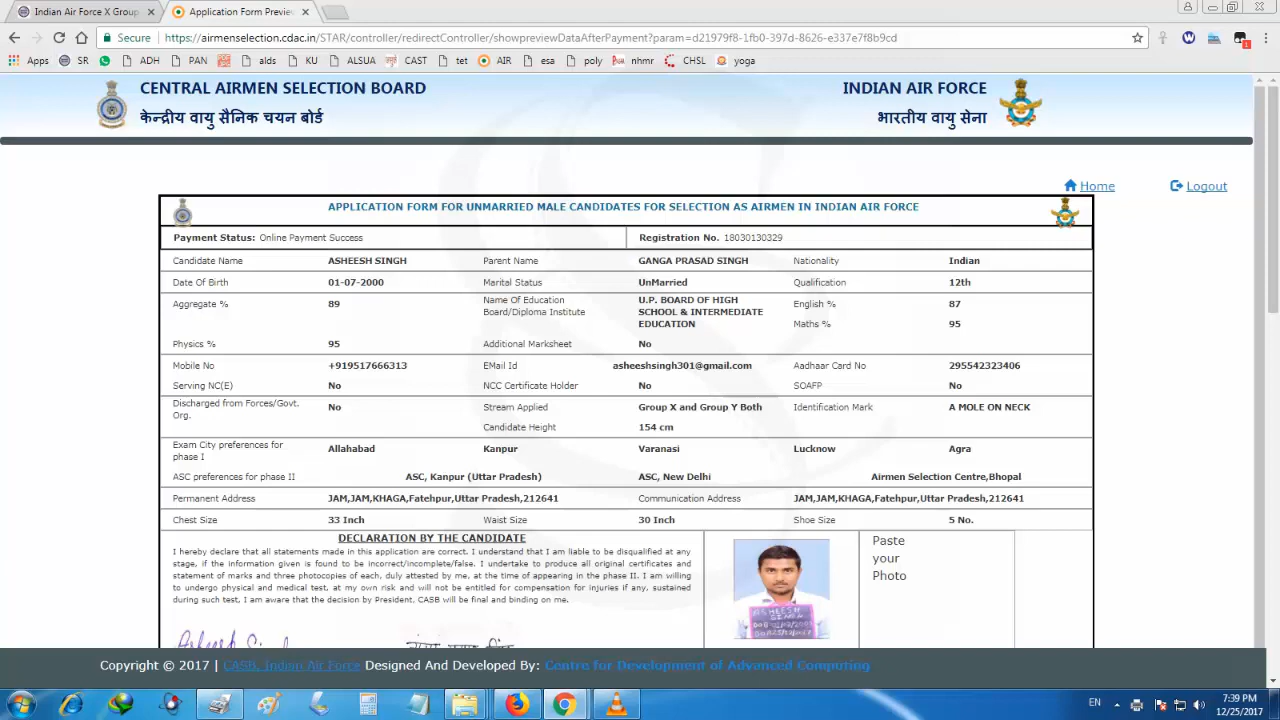 Indian Air Force X Group
Application Form Preview
Secure https://airmenselection.cdac.in/STAR/controller/redirectController/showpreviewDataAfterPayment?param=d21979f8-1fb0-397d-8626-e337e7f8b9cd
Apps SR ADH PAN aids KU ALSUA CAST tet AIR esa poly nhmr CHSL yoga
CENTRAL AIRMEN SELECTION BOARD INDIAN AIR FORCE
केन्द्रीय वायु सैनिक चयन बोर्ड भारतीय वायु सेना
Home Logout
APPLICATION FORM FOR UNMARRIED MALE CANDIDATES FOR SELECTION AS AIRMEN IN INDIAN AIR FORCE
Payment Status: Online Payment Success Registration No. 18030130329
Candidate Name ASHEESH SINGH Parent Name GANGA PRASAD SINGH Nationality Indian
Date Of Birth 01-07-2000 Marital Status UnMarried Qualification 12th
Aggregate % 89 Name Of Education U.P. BOARD OF HIGH English % 87
Board/Diploma Institute SCHOOL & INTERMEDIATE
EDUCATION Maths % 95
Physics % 95 Additional Marksheet No
Mobile No +919517666313 EMail Id asheeshsingh301@gmail.com Aadhaar Card No 295542323406
Serving NC(E) No NCC Certificate Holder No SOAFP No
Discharged from Forces/Govt. No Stream Applied Group X and Group Y Both Identification Mark A MOLE ON NECK
Org.
Candidate Height 154 cm
Exam City preferences for Allahabad Kanpur Varanasi Lucknow Agra
phase I
ASC preferences for phase II ASC, Kanpur (Uttar Pradesh) ASC, New Delhi Airmen Selection Centre,Bhopal
Permanent Address JAM,JAM,KHAGA,Fatehpur,Uttar Pradesh,212641 Communication Address JAM,JAM,KHAGA,Fatehpur,Uttar Pradesh,212641
Chest Size 33 Inch Waist Size 30 Inch Shoe Size 5 No.
DECLARATION BY THE CANDIDATE
I hereby declare that all statements made in this application are correct. I understand that I am liable to be disqualified at any
stage, if the information given is found to be incorrect/incomplete/false. I undertake to produce all original certificates and
statement of marks and three photocopies of each, duly attested by me, at the time of appearing in the phase II. I am willing
to undergo physical and medical test, at my own risk and will not be entitled for compensation for injuries if any, sustained
during such test, I am aware that the decision by President, CASB will be final and binding on me.
Paste
your
Photo
ASHEESH
SINGH
Copyright © 2017 | CASB, Indian Air Force Designed And Developed By: Centre for Development of Advanced Computing
EN 7:39 PM
12/25/2017